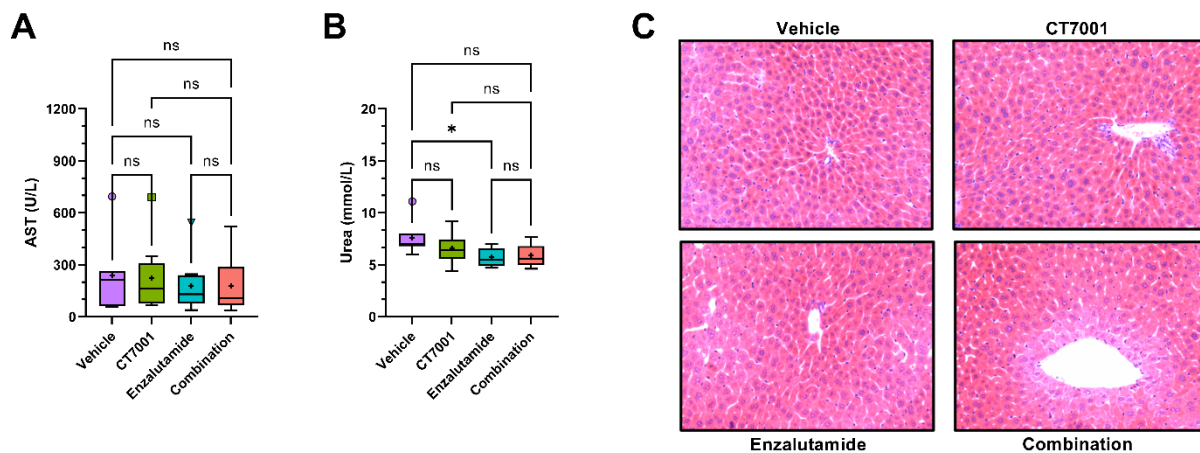 A
ns
ns
ns
ns
ns
AST (U/L)
1200
900
600
300
0
Vehicle
CT7001
Enzalutamide
Combination
B
ns
ns
*
ns
ns
Urea (mmol/L)
20
15
10
5
0
Vehicle
CT7001
Enzalutamide
Combination
C
Vehicle
CT7001
Enzalutamide
Combination